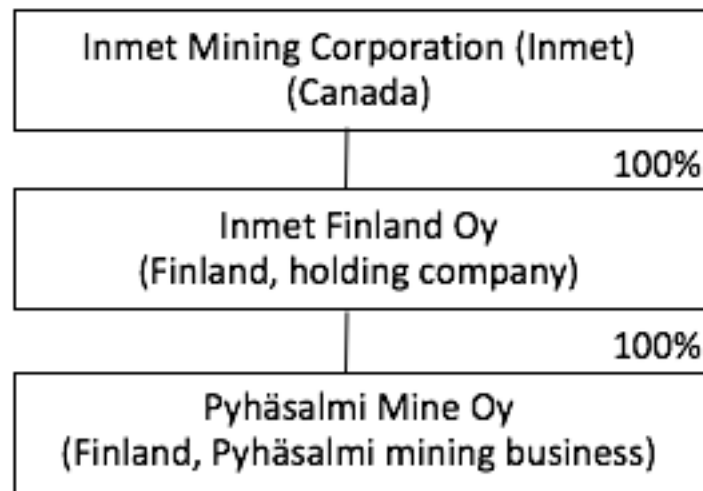 Inmet Mining Corporation (Inmet)
(Canada)
100%
Inmet Finland Oy
(Finland, holding company)
100%
Pyhäsalmi Mine Oy
(Finland, Pyhäsalmi mining business)